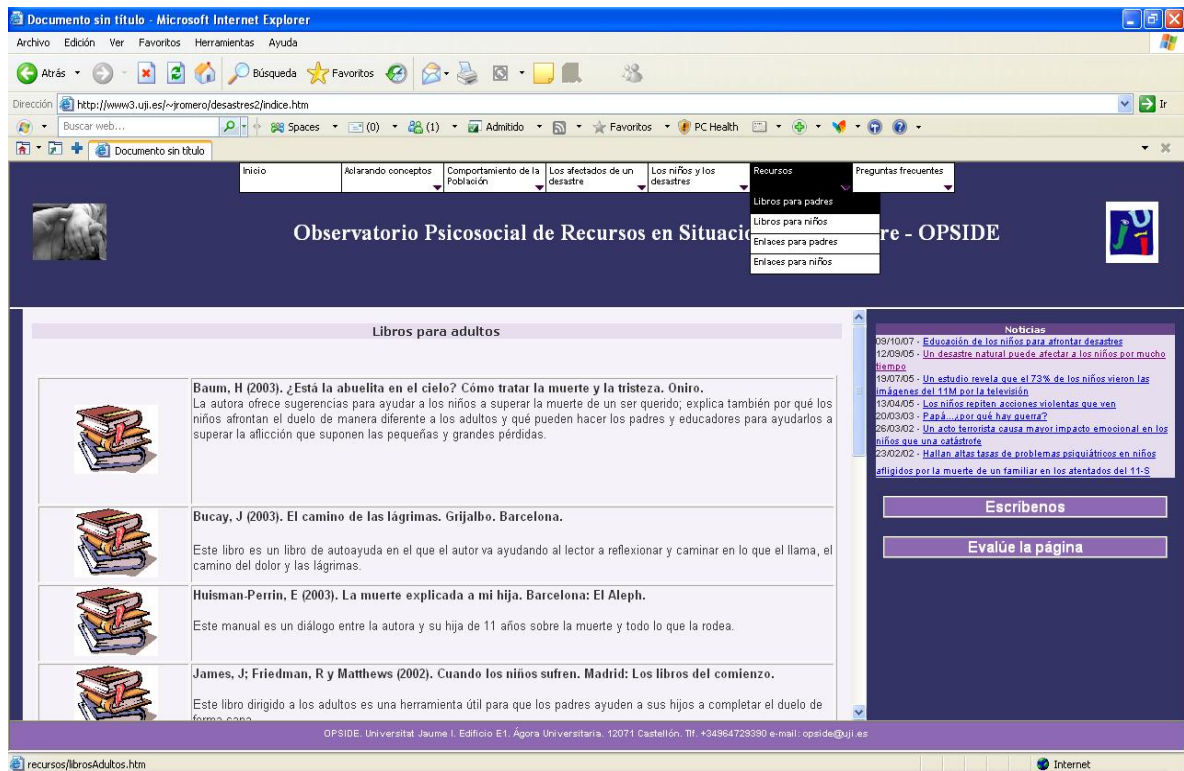 Documento sin título - Microsoft Internet Explorer
Archivo Edición Ver Favoritos Herramientas Ayuda
Atrás Búsqueda Favoritos
Dirección http://www3.uji.es/~jromero/desastres2/indice.htm Ir
Buscar web... Spaces (0) (1) Admitido Favoritos PC Health
Documento sin título
Inicio Aclarando conceptos Comportamiento de la Población Los afectados de un desastre Los niños y los desastres Recursos Preguntas frecuentes
Libros para padres
Libros para niños
Enlaces para padres
Enlaces para niños
Observatorio Psicosocial de Recursos en Situacio re - OPSIDE
Libros para adultos
Baum, H (2003). ¿Está la abuelita en el cielo? Cómo tratar la muerte y la tristeza. Oniro.
La autora ofrece sugerencias para ayudar a los niños a superar la muerte de un ser querido; explica también por qué los
niños afrontan el duelo de manera diferente a los adultos y qué pueden hacer los padres y educadores para ayudarlos a
superar la aflicción que suponen las pequeñas y grandes pérdidas.
Bucay, J (2003). El camino de las lágrimas. Grijalbo. Barcelona.
Este libro es un libro de autoayuda en el que el autor va ayudando al lector a reflexionar y caminar en lo que el llama, el
camino del dolor y las lágrimas.
Huisman-Perrin, E (2003). La muerte explicada a mi hija. Barcelona: El Aleph.
Este manual es un diálogo entre la autora y su hija de 11 años sobre la muerte y todo lo que la rodea.
James, J; Friedman, R y Matthews (2002). Cuando los niños sufren. Madrid: Los libros del comienzo.
Este libro dirigido a los adultos es una herramienta útil para que los padres ayuden a sus hijos a completar el duelo de
forma sana
Noticias
09/10/07 - Educación de los niños para afrontar desastres
12/09/05 - Un desastre natural puede afectar a los niños por mucho
tiempo
19/07/05 - Un estudio revela que el 73% de los niños vieron las
imágenes del 11M por la televisión
13/04/05 - Los niños repiten acciones violentas que ven
20/03/03 - Papá...¿por qué hay guerra?
26/03/02 - Un acto terrorista causa mayor impacto emocional en los
niños que una catástrofe
23/02/02 - Hallan altas tasas de problemas psiquiátricos en niños
afligidos por la muerte de un familiar en los atentados del 11-S
Escríbenos
Evalúe la página
OPSIDE. Universitat Jaume I. Edificio E1. Ágora Universitaria. 12071 Castellón. Tlf. +34964729390 e-mail: opside@uji.es
recursos/librosAdultos.htm Internet